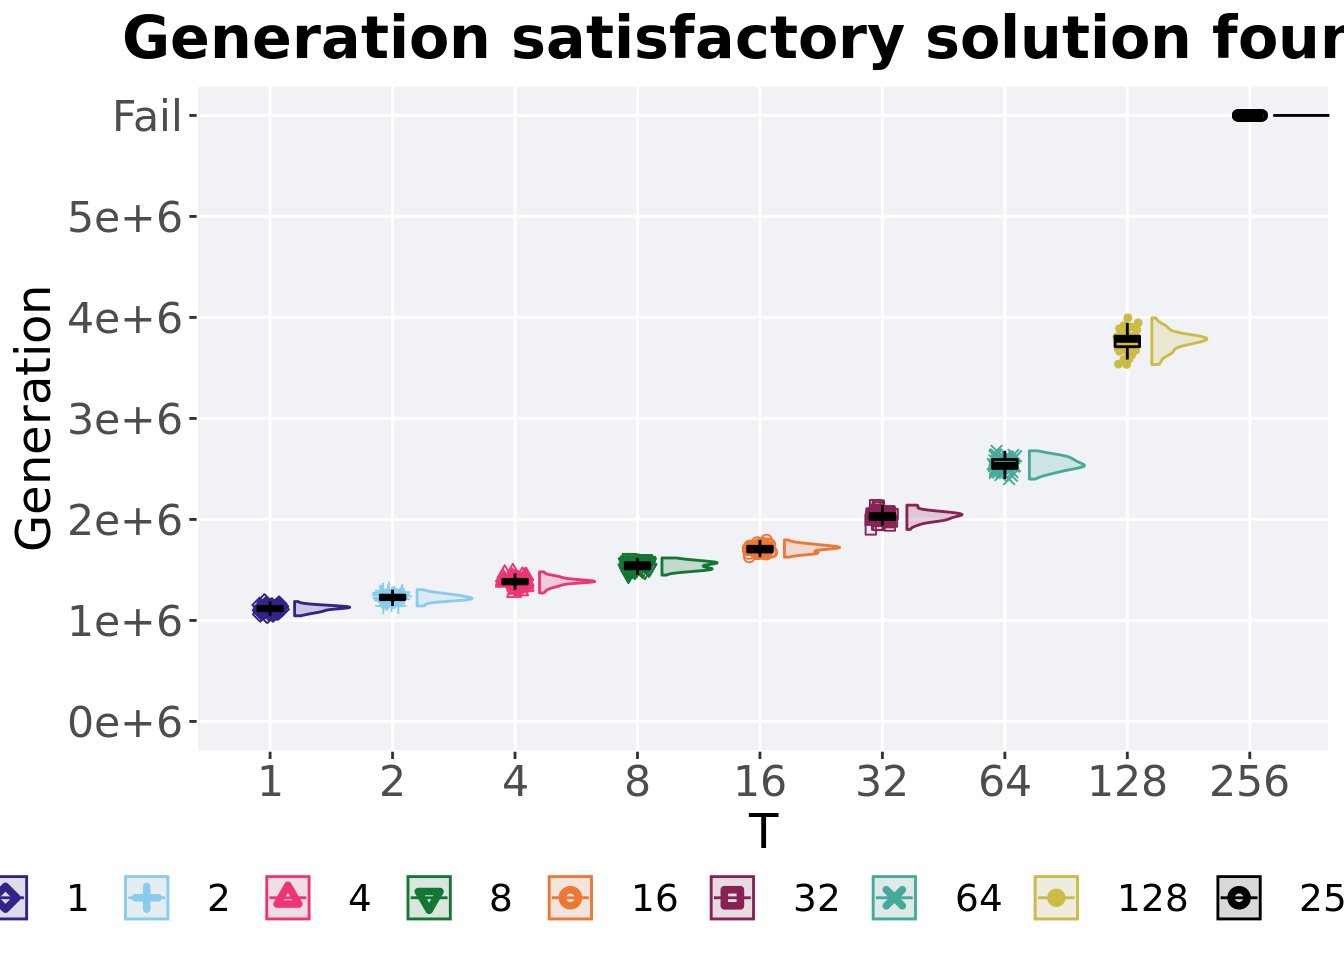 Generation satisfactory solution four
Fail
5e+6
4e+6
3e+6
2e+6
1e+6
0e+6
Generation
1 2 4 8 16 32 64 128 256
T
1 2 4 8 16 32 64 128 25